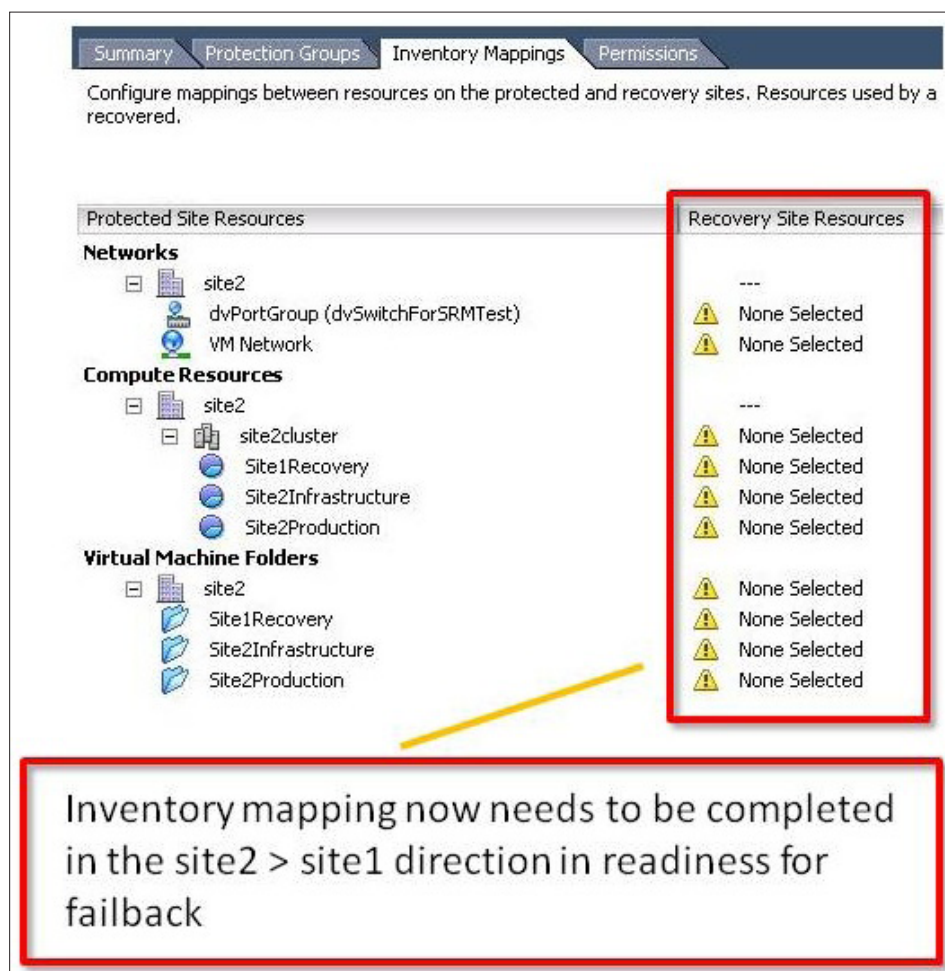 Summary Protection Groups Inventory Mappings Permissions
Configure mappings between resources on the protected and recovery sites. Resources used by a
recovered.
Protected Site Resources Recovery Site Resources
Networks
site2 ---
dvPortGroup (dvSwitchForSRMTest) None Selected
VM Network None Selected
Compute Resources
site2 ---
site2cluster None Selected
Site1Recovery None Selected
Site2Infrastructure None Selected
Site2Production None Selected
Virtual Machine Folders
site2 None Selected
Site1Recovery None Selected
Site2Infrastructure None Selected
Site2Production None Selected
Inventory mapping now needs to be completed
in the site2 > site1 direction in readiness for
failback